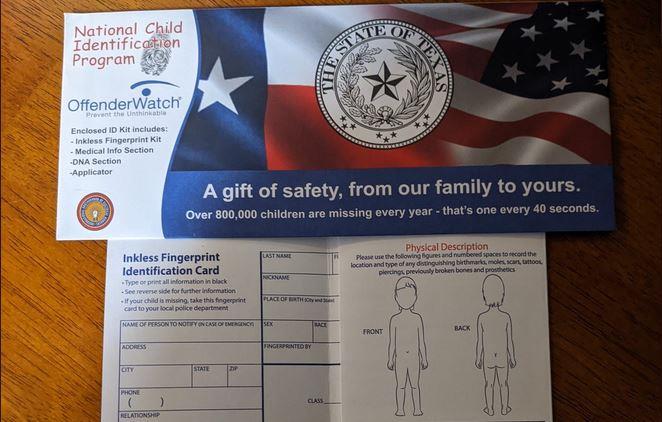 National Child
Identification
Program
OffenderWatch®
Prevent the Unthinkable
Enclosed ID Kit includes:
- Inkless Fingerprint Kit
- Medical Info Section
-DNA Section
-Applicator
THE STATE OF TEXAS
A gift of safety, from our family to yours.
Over 800,000 children are missing every year - that's one every 40 seconds.
Inkless Fingerprint
Identification Card
• Type or print all information in black
• See reverse side for further information
• If your child is missing, take this fingerprint
card to your local police department
NAME OF PERSON TO NOTIFY (IN CASE OF EMERGENCY)
ADDRESS
CITY
STATE
ZIP
PHONE
( )
RELATIONSHIP
LAST NAME
NICKNAME
PLACE OF BIRTH (City and State)
SEX
RACE
FINGERPRINTED BY
CLASS
Physical Description
Please use the following figures and numbered spaces to record the
location and type of any distinguishing birthmarks, moles, scars, tattoos,
piercings, previously broken bones and prosthetics
FRONT
BACK